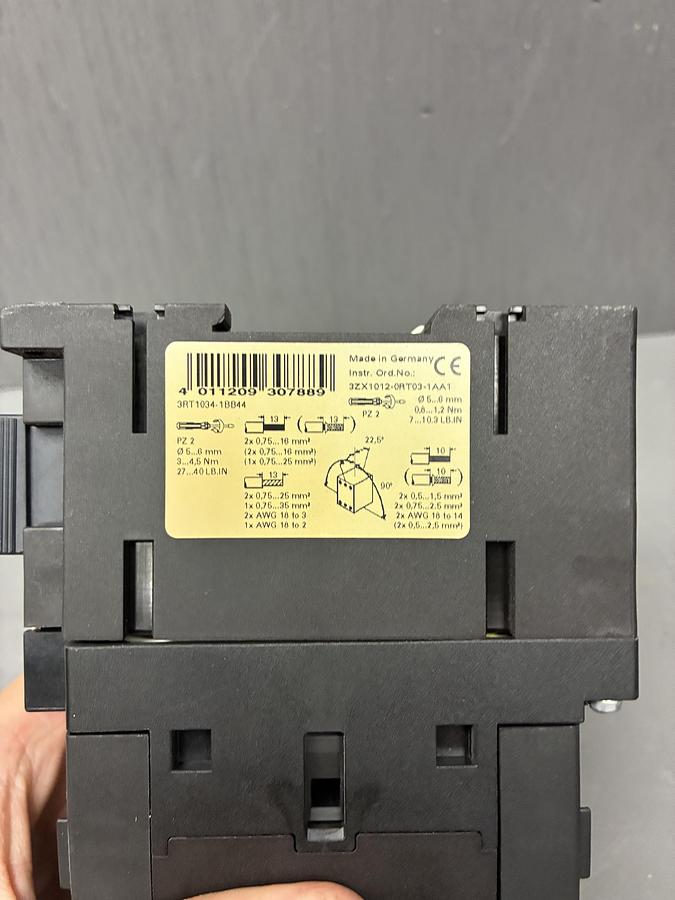 4 011209 307889
3RT1034-1BB44
Made in Germany CE
Instr. Ord.No.:
3ZX1012-0RT03-1AA1
PZ 2
Ø 5...6 mm
3...4,5 Nm
27...40 LB.IN
13
( 13 )
2x 0,75...16 mm²
(2x 0,75...16 mm²)
(1x 0,75...25 mm²)
13
2x 0,75...25 mm²
1x 0,75...35 mm²
2x AWG 18 to 3
1x AWG 18 to 2
22,5°
90°
PZ 2
Ø 5...6 mm
0,8...1,2 Nm
7...10.3 LB.IN
10
( 10 )
2x 0,5...1,5 mm²
2x 0,75...2,5 mm²
2x AWG 18 to 14
(2x 0,5...2,5 mm²)